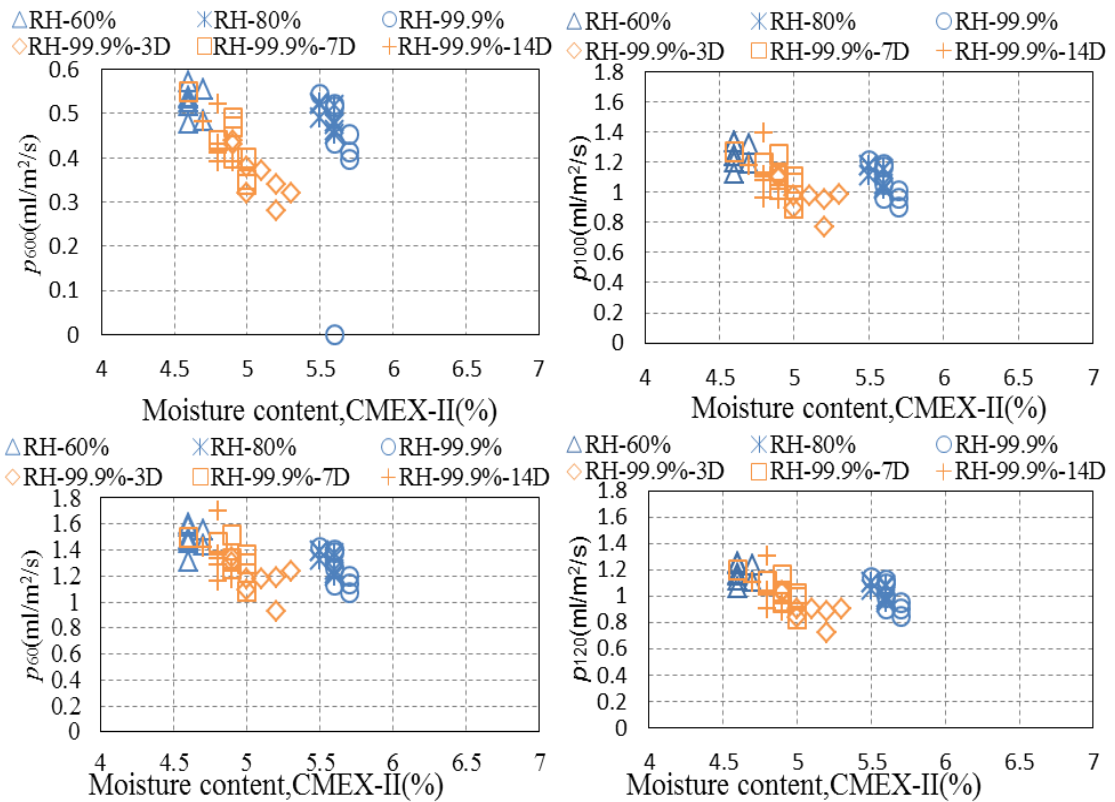 RH-60% RH-80% RH-99.9%
RH-99.9%-3D RH-99.9%-7D RH-99.9%-14D
p600(ml/m²/s)
0.6
0.5
0.4
0.3
0.2
0.1
0
4 4.5 5 5.5 6 6.5 7
Moisture content,CMEX-II(%)
RH-60% RH-80% RH-99.9%
RH-99.9%-3D RH-99.9%-7D RH-99.9%-14D
p100(ml/m²/s)
1.8
1.6
1.4
1.2
1
0.8
0.6
0.4
0.2
0
4 4.5 5 5.5 6 6.5 7
Moisture content,CMEX-II(%)
RH-60% RH-80% RH-99.9%
RH-99.9%-3D RH-99.9%-7D RH-99.9%-14D
p60(ml/m²/s)
1.8
1.6
1.4
1.2
1
0.8
0.6
0.4
0.2
0
4 4.5 5 5.5 6 6.5 7
Moisture content,CMEX-II(%)
RH-60% RH-80% RH-99.9%
RH-99.9%-3D RH-99.9%-7D RH-99.9%-14D
p120(ml/m²/s)
1.8
1.6
1.4
1.2
1
0.8
0.6
0.4
0.2
0
4 4.5 5 5.5 6 6.5 7
Moisture content,CMEX-II(%)